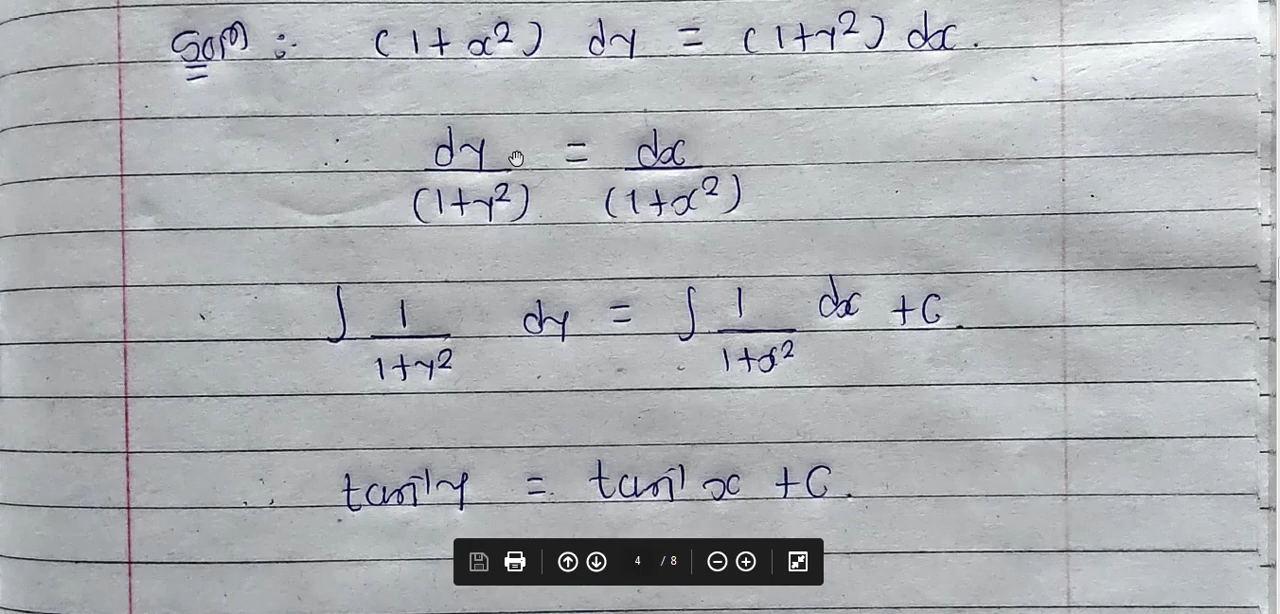 Soln :- (1+x²) dy = (1+y²) dx.
∴ dy/(1+y²) = dx/(1+x²)
∫ 1/(1+y²) dy = ∫ 1/(1+x²) dx + C.
∴ tan⁻¹y = tan⁻¹x + C.
4 / 8